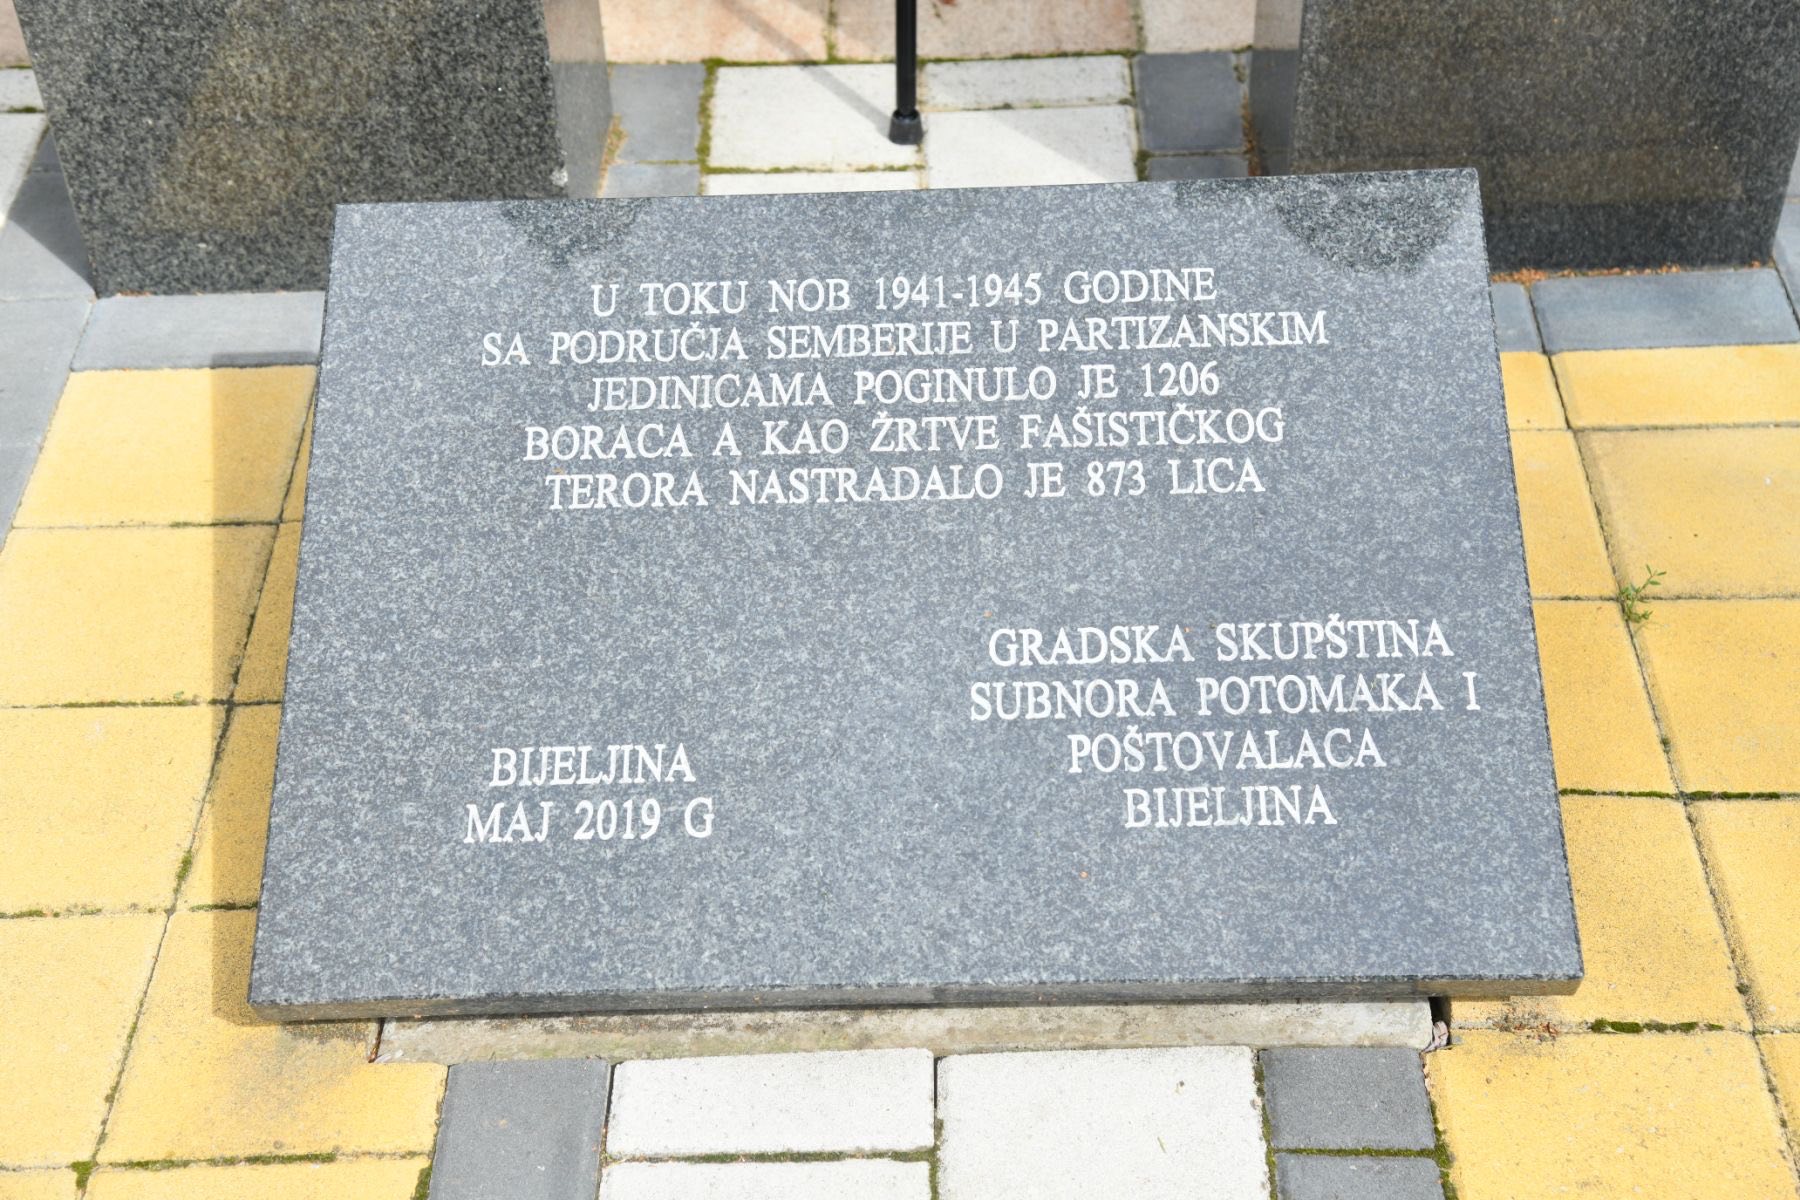 U TOKU NOB 1941-1945 GODINE
SA PODRUČJA SEMBERIJE U PARTIZANSKIM
JEDINICAMA POGINULO JE 1206
BORACA A KAO ŽRTVE FAŠISTIČKOG
TERORA NASTRADALO JE 873 LICA
BIJELJINA
MAJ 2019 G
GRADSKA SKUPŠTINA
SUBNORA POTOMAKA I
POŠTOVALACA
BIJELJINA